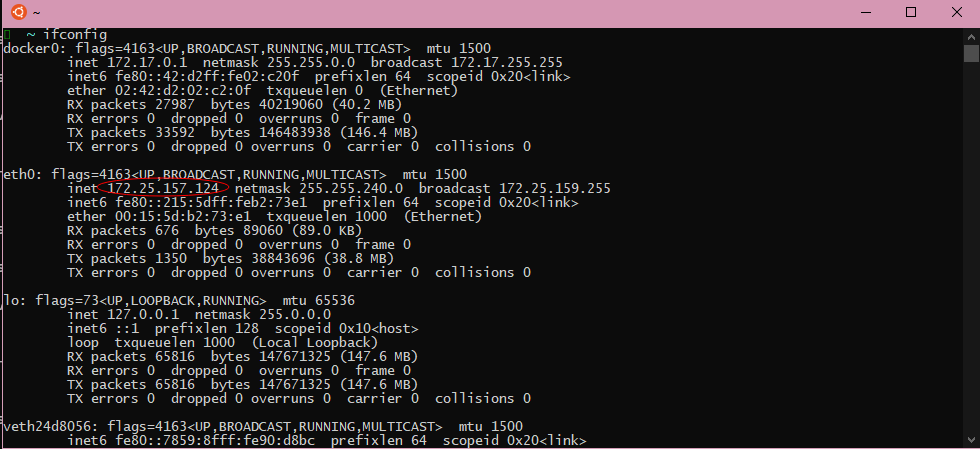 ~
~ ifconfig
docker0: flags=4163<UP,BROADCAST,RUNNING,MULTICAST>  mtu 1500
        inet 172.17.0.1  netmask 255.255.0.0  broadcast 172.17.255.255
        inet6 fe80::42:d2ff:fe02:c20f  prefixlen 64  scopeid 0x20<link>
        ether 02:42:d2:02:c2:0f  txqueuelen 0  (Ethernet)
        RX packets 27987  bytes 40219060 (40.2 MB)
        RX errors 0  dropped 0  overruns 0  frame 0
        TX packets 33592  bytes 146483938 (146.4 MB)
        TX errors 0  dropped 0 overruns 0  carrier 0  collisions 0
eth0: flags=4163<UP,BROADCAST,RUNNING,MULTICAST>  mtu 1500
        inet 172.25.157.124  netmask 255.255.240.0  broadcast 172.25.159.255
        inet6 fe80::215:5dff:feb2:73e1  prefixlen 64  scopeid 0x20<link>
        ether 00:15:5d:b2:73:e1  txqueuelen 1000  (Ethernet)
        RX packets 676  bytes 89060 (89.0 KB)
        RX errors 0  dropped 0  overruns 0  frame 0
        TX packets 1350  bytes 38843696 (38.8 MB)
        TX errors 0  dropped 0 overruns 0  carrier 0  collisions 0
lo: flags=73<UP,LOOPBACK,RUNNING>  mtu 65536
        inet 127.0.0.1  netmask 255.0.0.0
        inet6 ::1  prefixlen 128  scopeid 0x10<host>
        loop  txqueuelen 1000  (Local Loopback)
        RX packets 65816  bytes 147671325 (147.6 MB)
        RX errors 0  dropped 0  overruns 0  frame 0
        TX packets 65816  bytes 147671325 (147.6 MB)
        TX errors 0  dropped 0 overruns 0  carrier 0  collisions 0
veth24d8056: flags=4163<UP,BROADCAST,RUNNING,MULTICAST>  mtu 1500
        inet6 fe80::7859:8fff:fe90:d8bc  prefixlen 64  scopeid 0x20<link>